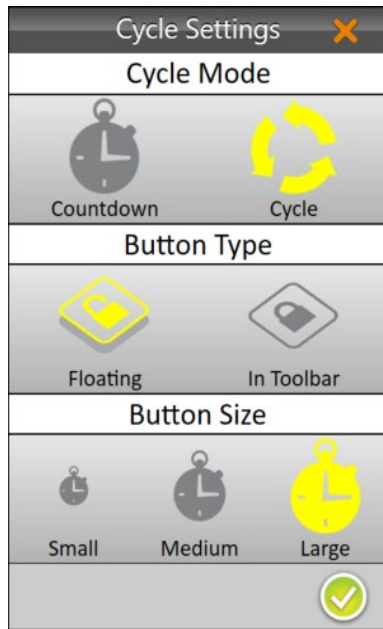 Cycle Settings
Cycle Mode
Countdown Cycle
Button Type
Floating In Toolbar
Button Size
Small Medium Large